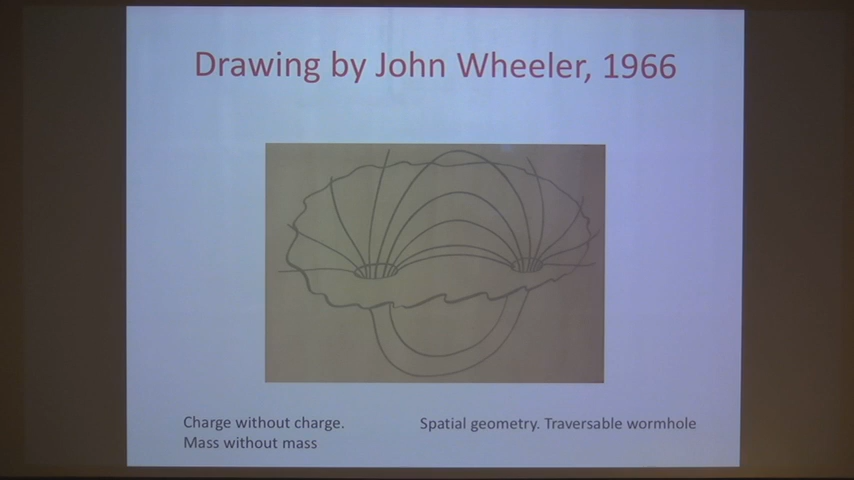 Drawing by John Wheeler, 1966
Charge without charge.
Mass without mass
Spatial geometry. Traversable wormhole